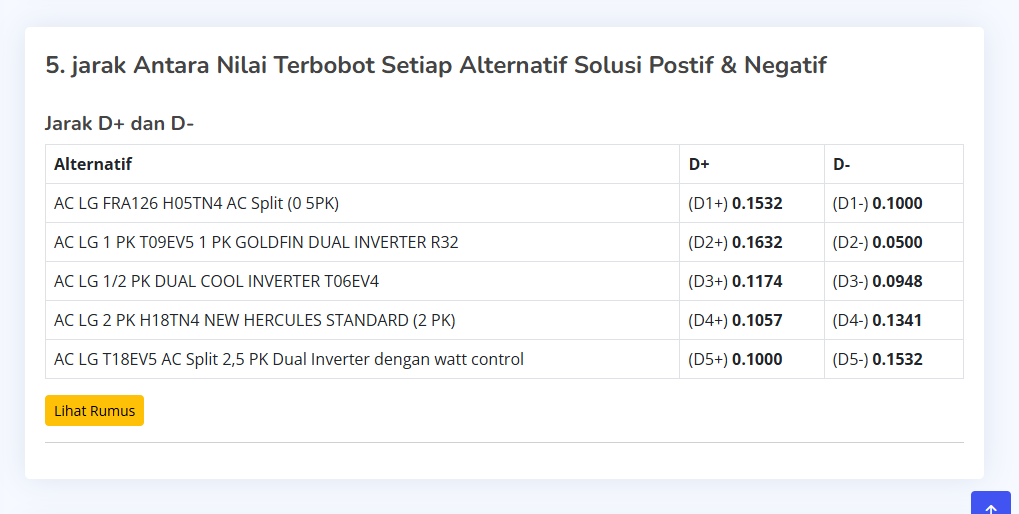 5. jarak Antara Nilai Terbobot Setiap Alternatif Solusi Postif & Negatif
Jarak D+ dan D-
Alternatif D+ D-
AC LG FRA126 H05TN4 AC Split (0 5PK) (D1+) 0.1532 (D1-) 0.1000
AC LG 1 PK T09EV5 1 PK GOLDFIN DUAL INVERTER R32 (D2+) 0.1632 (D2-) 0.0500
AC LG 1/2 PK DUAL COOL INVERTER T06EV4 (D3+) 0.1174 (D3-) 0.0948
AC LG 2 PK H18TN4 NEW HERCULES STANDARD (2 PK) (D4+) 0.1057 (D4-) 0.1341
AC LG T18EV5 AC Split 2,5 PK Dual Inverter dengan watt control (D5+) 0.1000 (D5-) 0.1532
Lihat Rumus